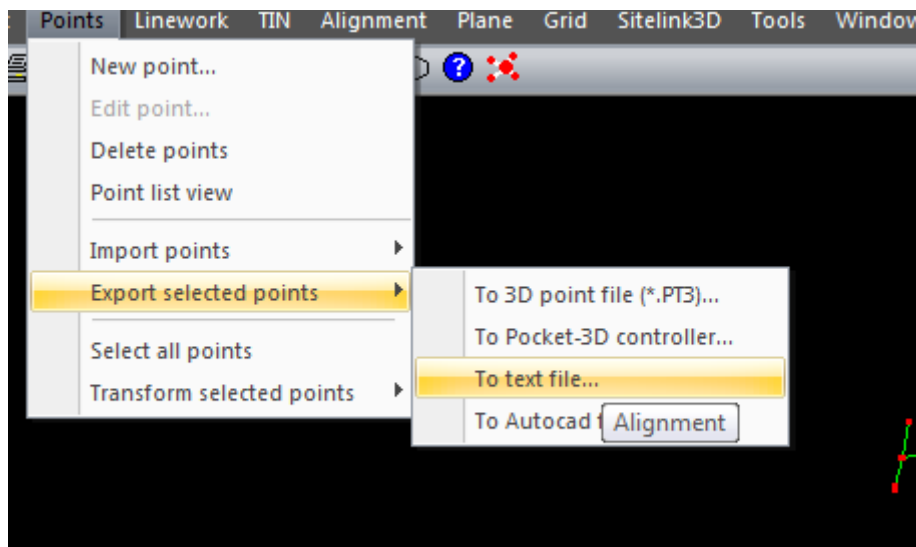 Points Linework TIN Alignment Plane Grid Sitelink3D Tools Window
New point...
Edit point...
Delete points
Point list view
Import points
Export selected points
Select all points
Transform selected points
To 3D point file (*.PT3)...
To Pocket-3D controller...
To text file...
To Autocad
Alignment